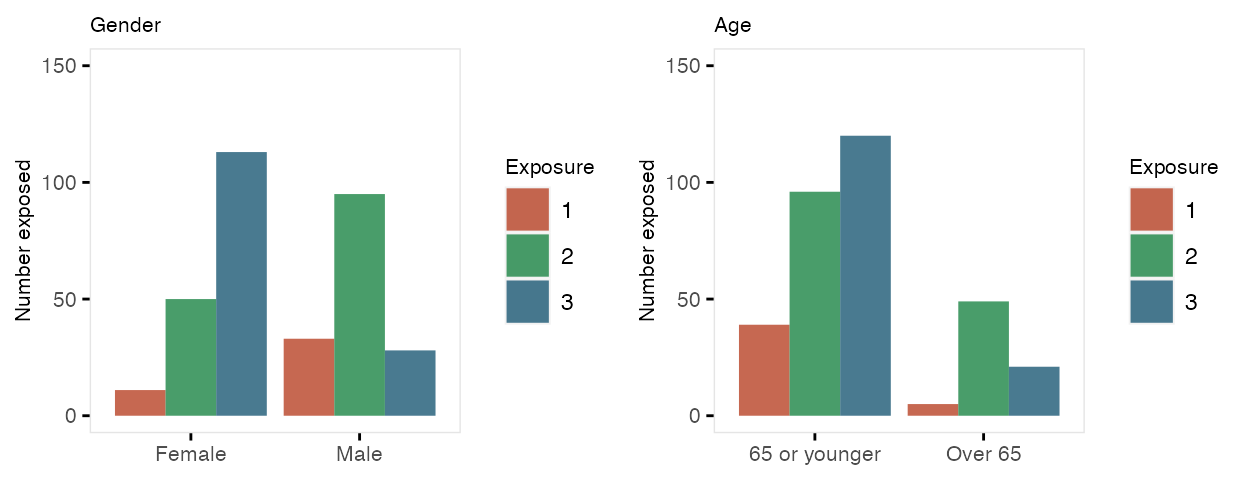 Gender
150
100
50
0
Number exposed
Female Male
Exposure
1
2
3
Age
150
100
50
0
Number exposed
65 or younger Over 65
Exposure
1
2
3